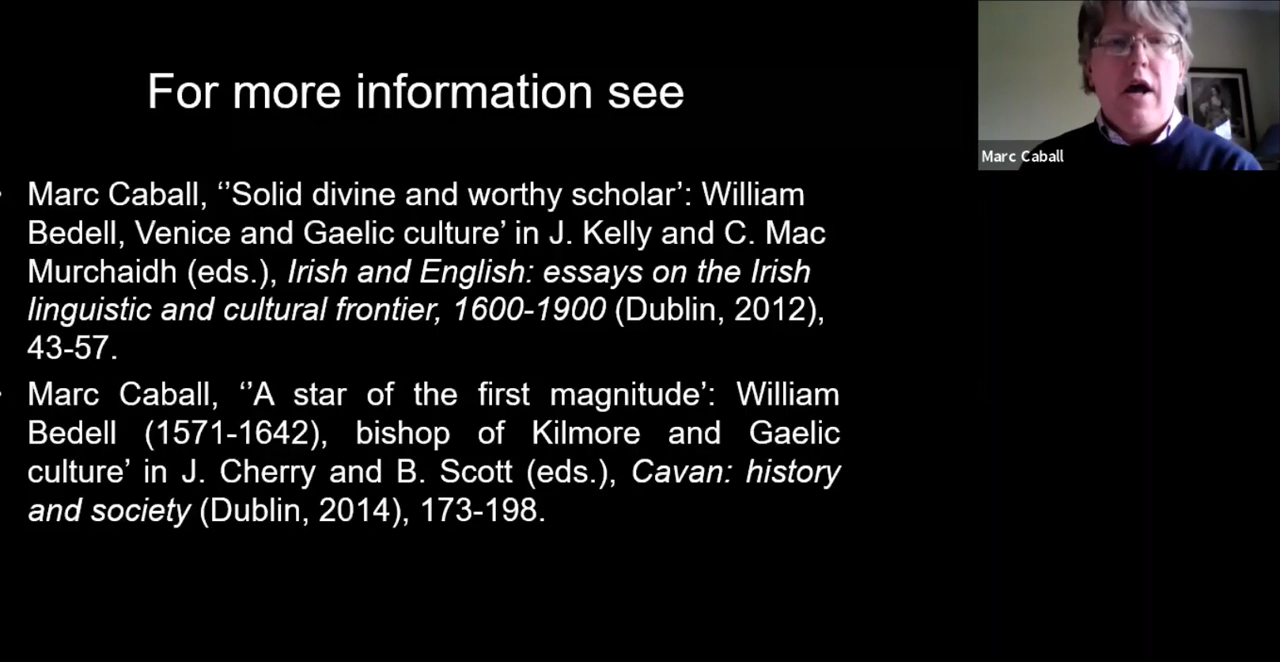 For more information see
Marc Caball
• Marc Caball, ‘’Solid divine and worthy scholar’: William
Bedell, Venice and Gaelic culture’ in J. Kelly and C. Mac
Murchaidh (eds.), Irish and English: essays on the Irish
linguistic and cultural frontier, 1600-1900 (Dublin, 2012),
43-57.
• Marc Caball, ‘’A star of the first magnitude’: William
Bedell (1571-1642), bishop of Kilmore and Gaelic
culture’ in J. Cherry and B. Scott (eds.), Cavan: history
and society (Dublin, 2014), 173-198.